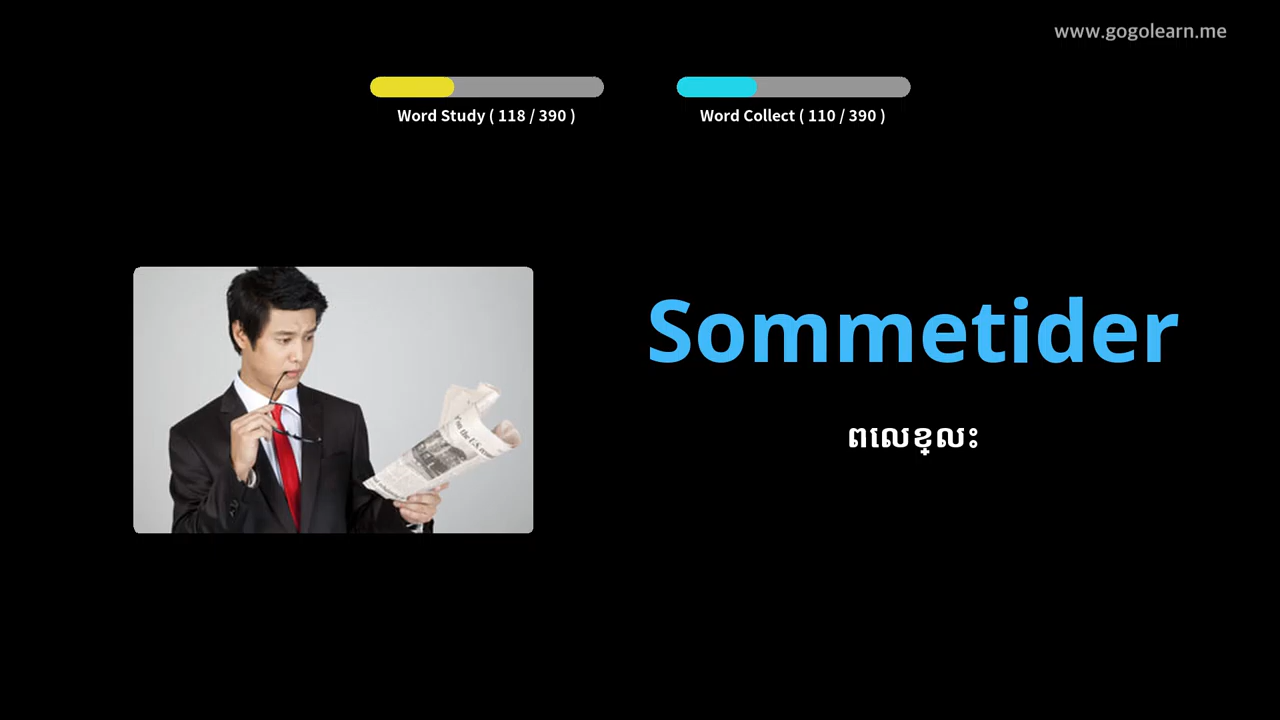 www.gogolearn.me
Word Study ( 118 / 390 )
Word Collect ( 110 / 390 )
Sommetider
ពលេខ្លះ